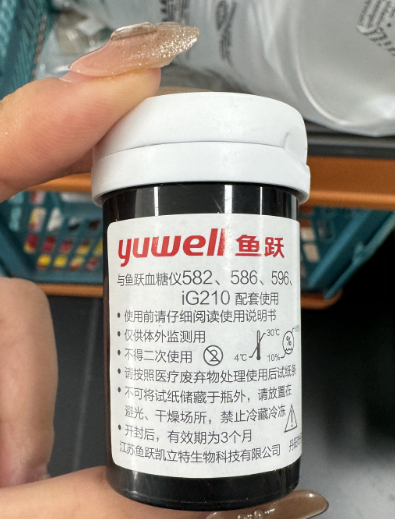 yuwell 鱼跃
与鱼跃血糖仪582、586、596、
iG210 配套使用
• 使用前请仔细阅读使用说明书
• 仅供体外监测用
• 不得二次使用 4℃ 30℃ 10%
• 请按照医疗废弃物处理使用后试纸条
• 不可将试纸储藏于瓶外，请放置在
避光、干燥场所，禁止冷藏冷冻
• 开封后，有效期为3个月
江苏鱼跃凯立特生物科技有限公司